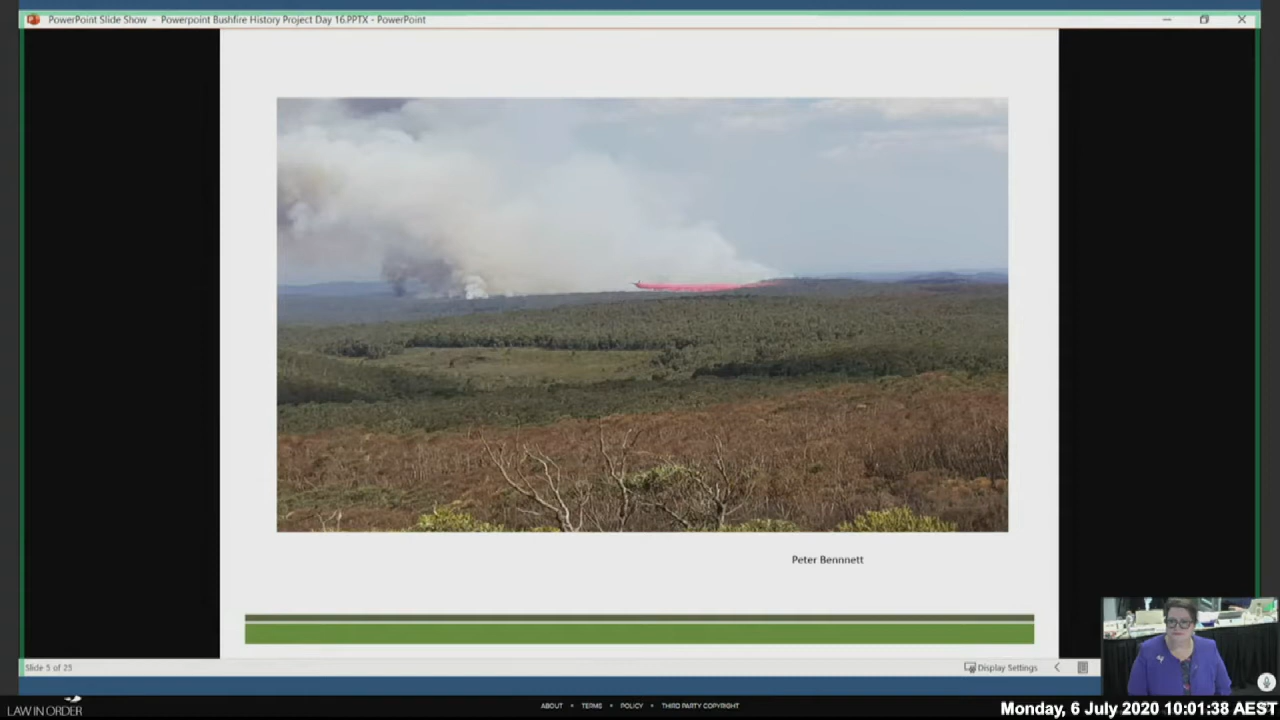 PowerPoint Slide Show - Powerpoint Bushfire History Project Day 16.PPTX - PowerPoint
Peter Bennnett
Slide 5 of 25
Display Settings
LAW IN ORDER
ABOUT • TERMS • POLICY • THIRD PARTY COPYRIGHT
Monday, 6 July 2020 10:01:38 AEST